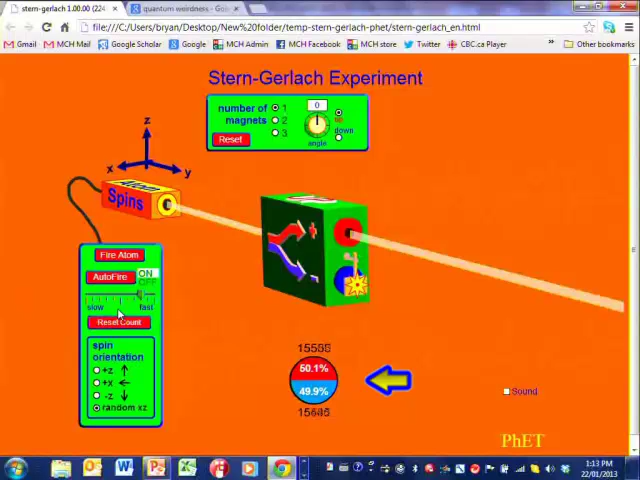 stern-gerlach 1.00.00 (224
quantum weirdness - Goog
file:///C:/Users/bryan/Desktop/New%20folder/temp-stern-gerlach-phet/stern-gerlach_en.html
Gmail
MCH Mail
Google Scholar
MCH Admin
MCH Facebook
MCH store
Twitter
CBC.ca Player
Other bookmarks
Stern-Gerlach Experiment
number of magnets
1
2
3
Reset
0
angle
up
down
z
x
y
Atom
Spins
+
-
Fire Atom
AutoFire
ON
OFF
slow
fast
Reset Count
spin
orientation
+z
+x
-z
random xz
50.1%
49.9%
Sound
PhET
1:13 PM
22/01/2013